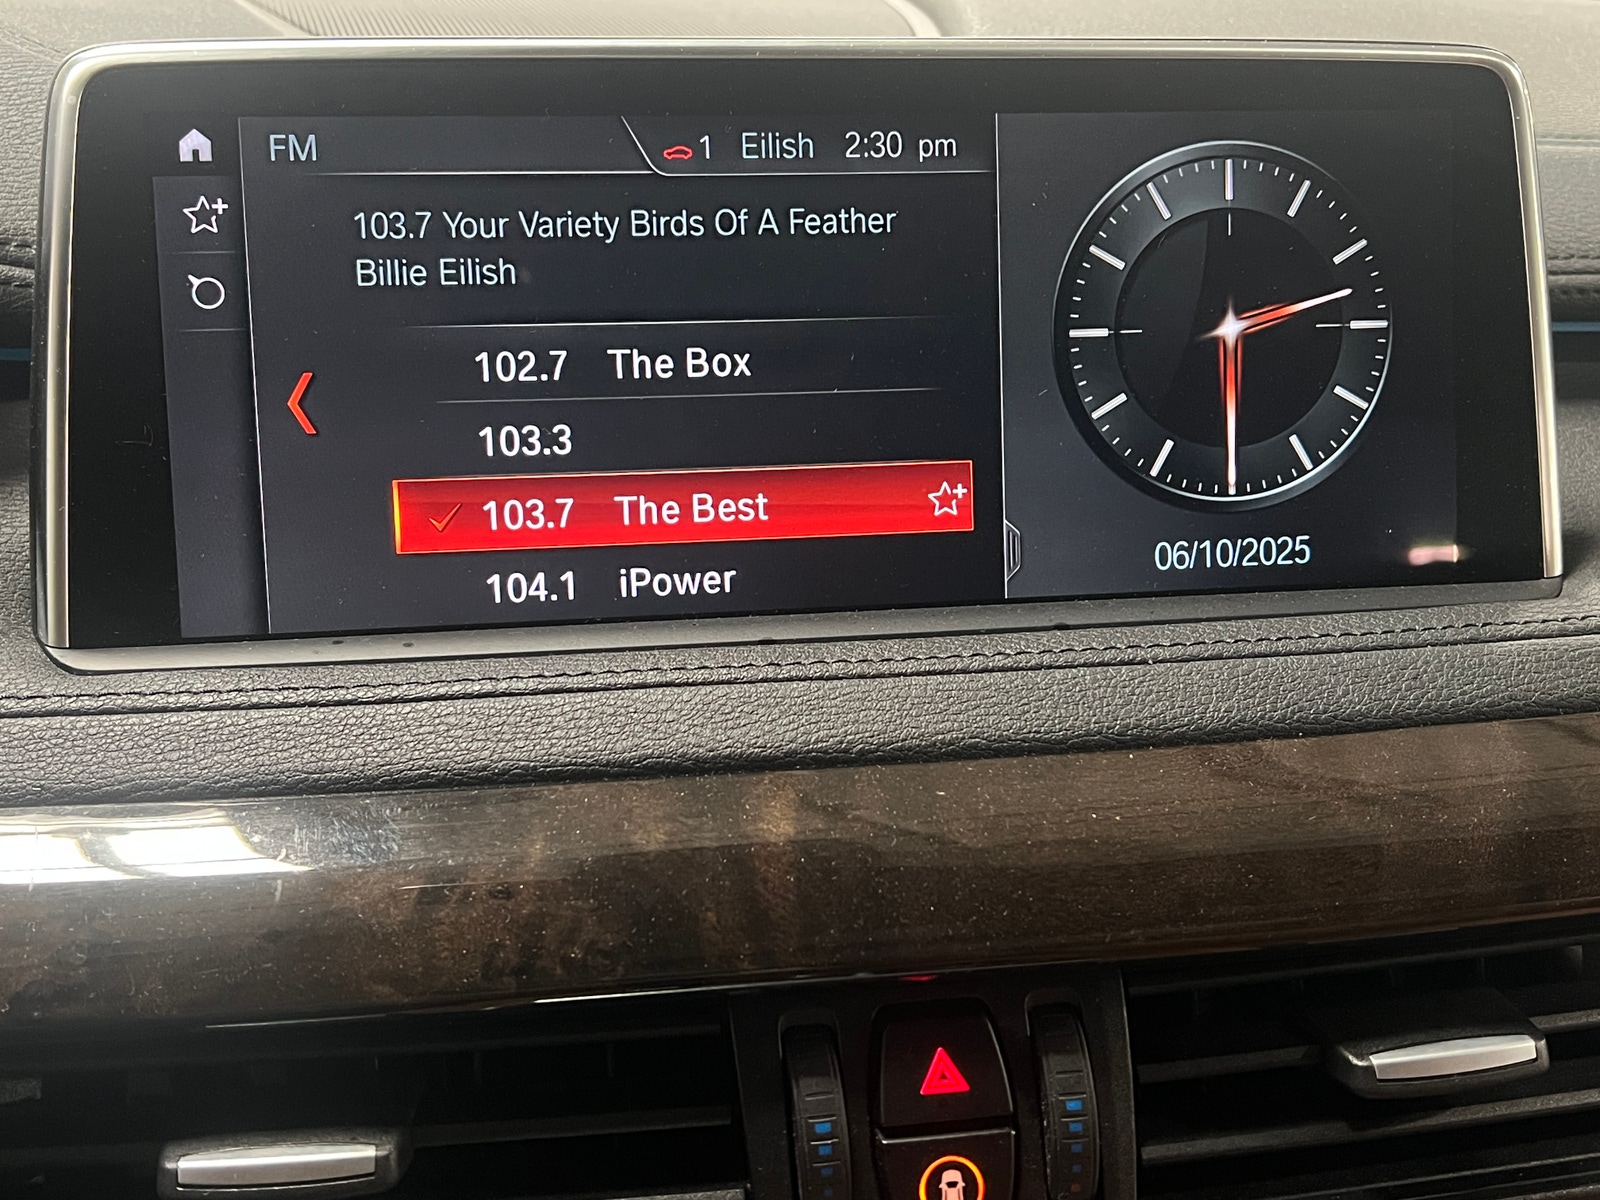 FM
1 Eilish 2:30 pm
103.7 Your Variety Birds Of A Feather
Billie Eilish
102.7 The Box
103.3
103.7 The Best
104.1 iPower
06/10/2025